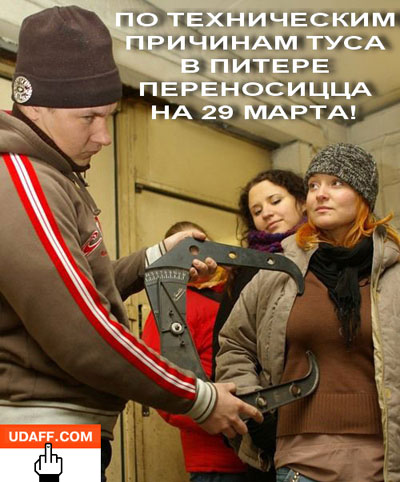 ПО ТЕХНИЧЕСКИМ
ПРИЧИНАМ ТУСА
В ПИТЕРЕ
ПЕРЕНОСИЦЦА
НА 29 МАРТА!
UDAFF.COM